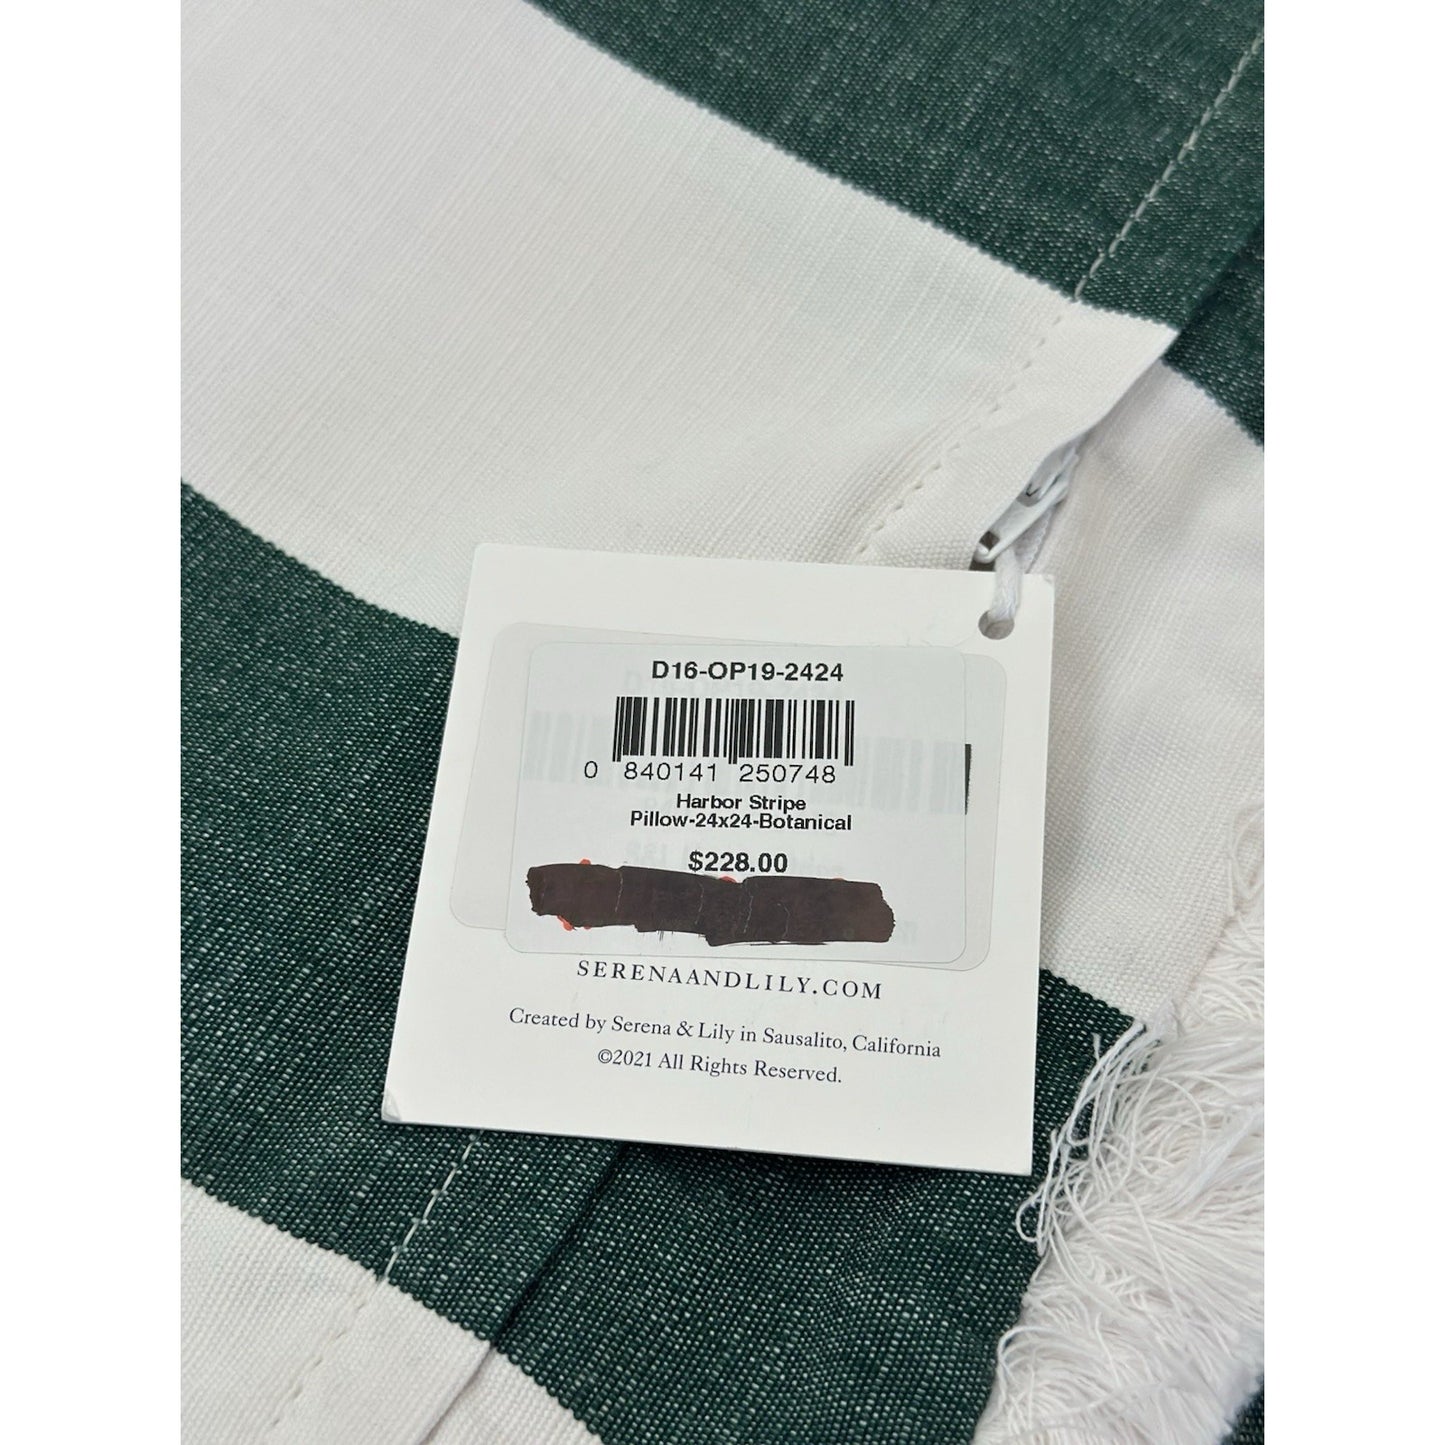 D16-OP19-2424
0 840141 250748
Harbor Stripe
Pillow-24x24-Botanical
$228.00
SERENAANDLILY.COM
Created by Serena & Lily in Sausalito, California
©2021 All Rights Reserved.